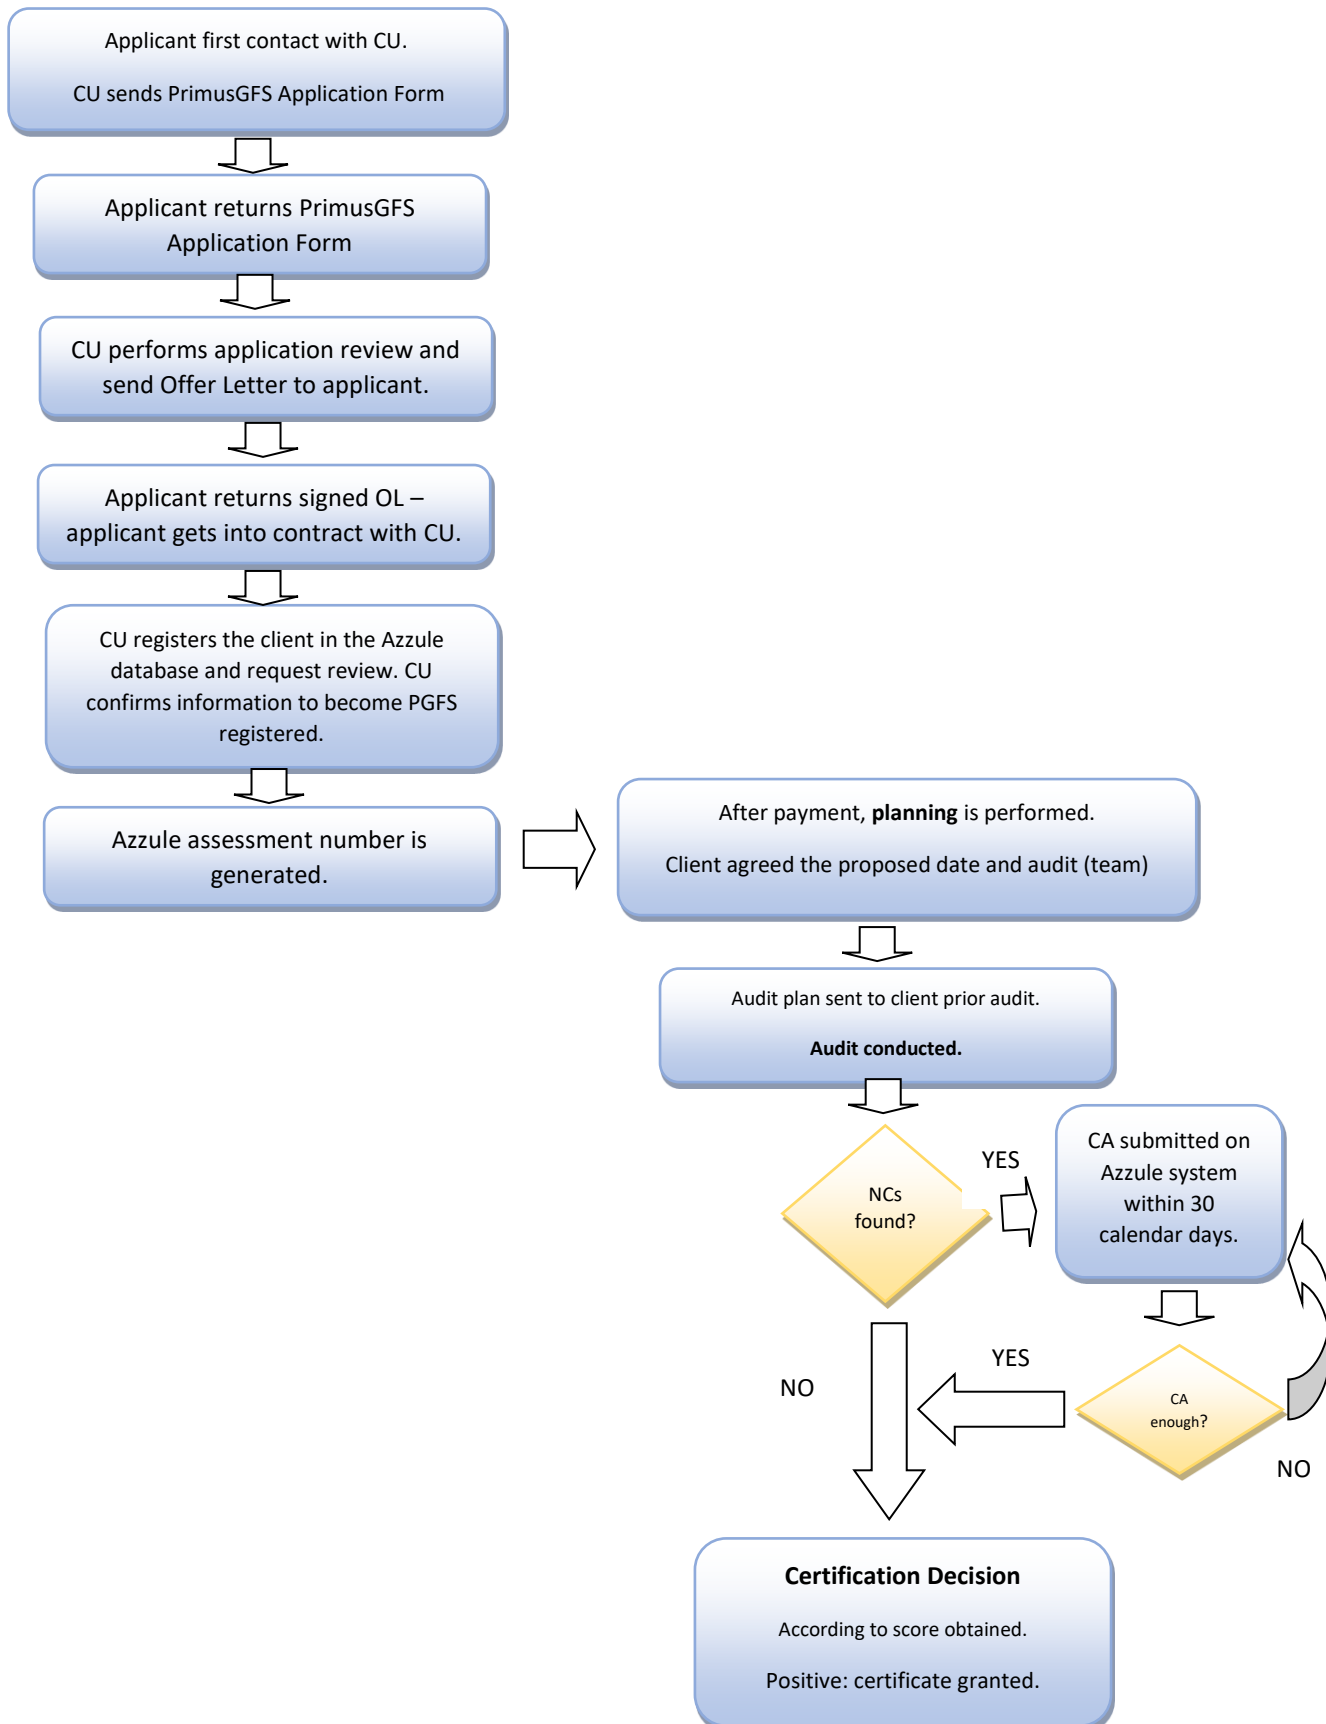 Applicant first contact with CU.
CU sends PrimusGFS Application Form
Applicant returns PrimusGFS
Application Form
CU performs application review and
send Offer Letter to applicant.
Applicant returns signed OL –
applicant gets into contract with CU.
CU registers the client in the Azzule
database and request review. CU
confirms information to become PGFS
registered.
Azzule assessment number is
generated.
After payment, planning is performed.
Client agreed the proposed date and audit (team)
Audit plan sent to client prior audit.
Audit conducted.
NCs
found?
YES
CA submitted on
Azzule system
within 30
calendar days.
CA
enough?
YES
NO
NO
Certification Decision
According to score obtained.
Positive: certificate granted.